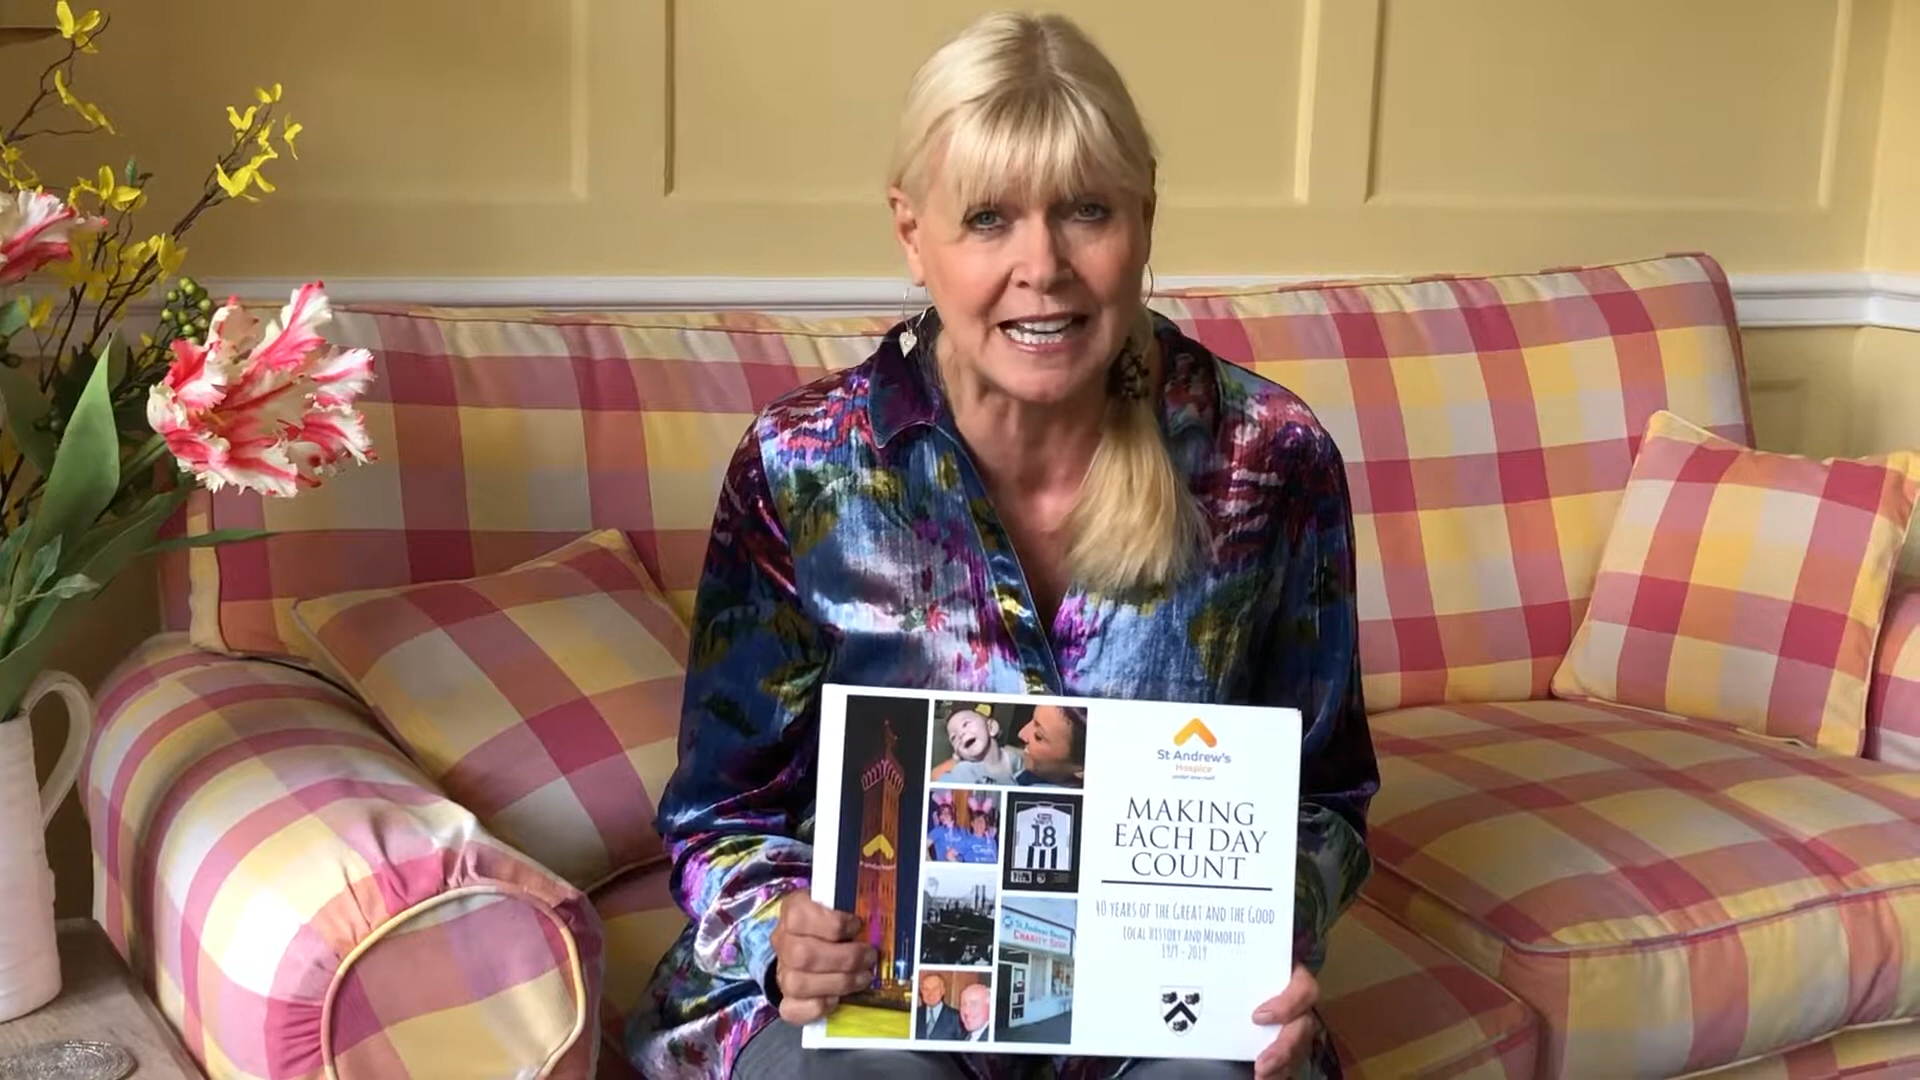 St Andrew's
Hospice
MAKING
EACH DAY
COUNT
40 YEARS OF THE GREAT AND THE GOOD
LOCAL HISTORY AND MEMORIES
1979 - 2019
18
St Andrews Hospice
CHARITY SHOP